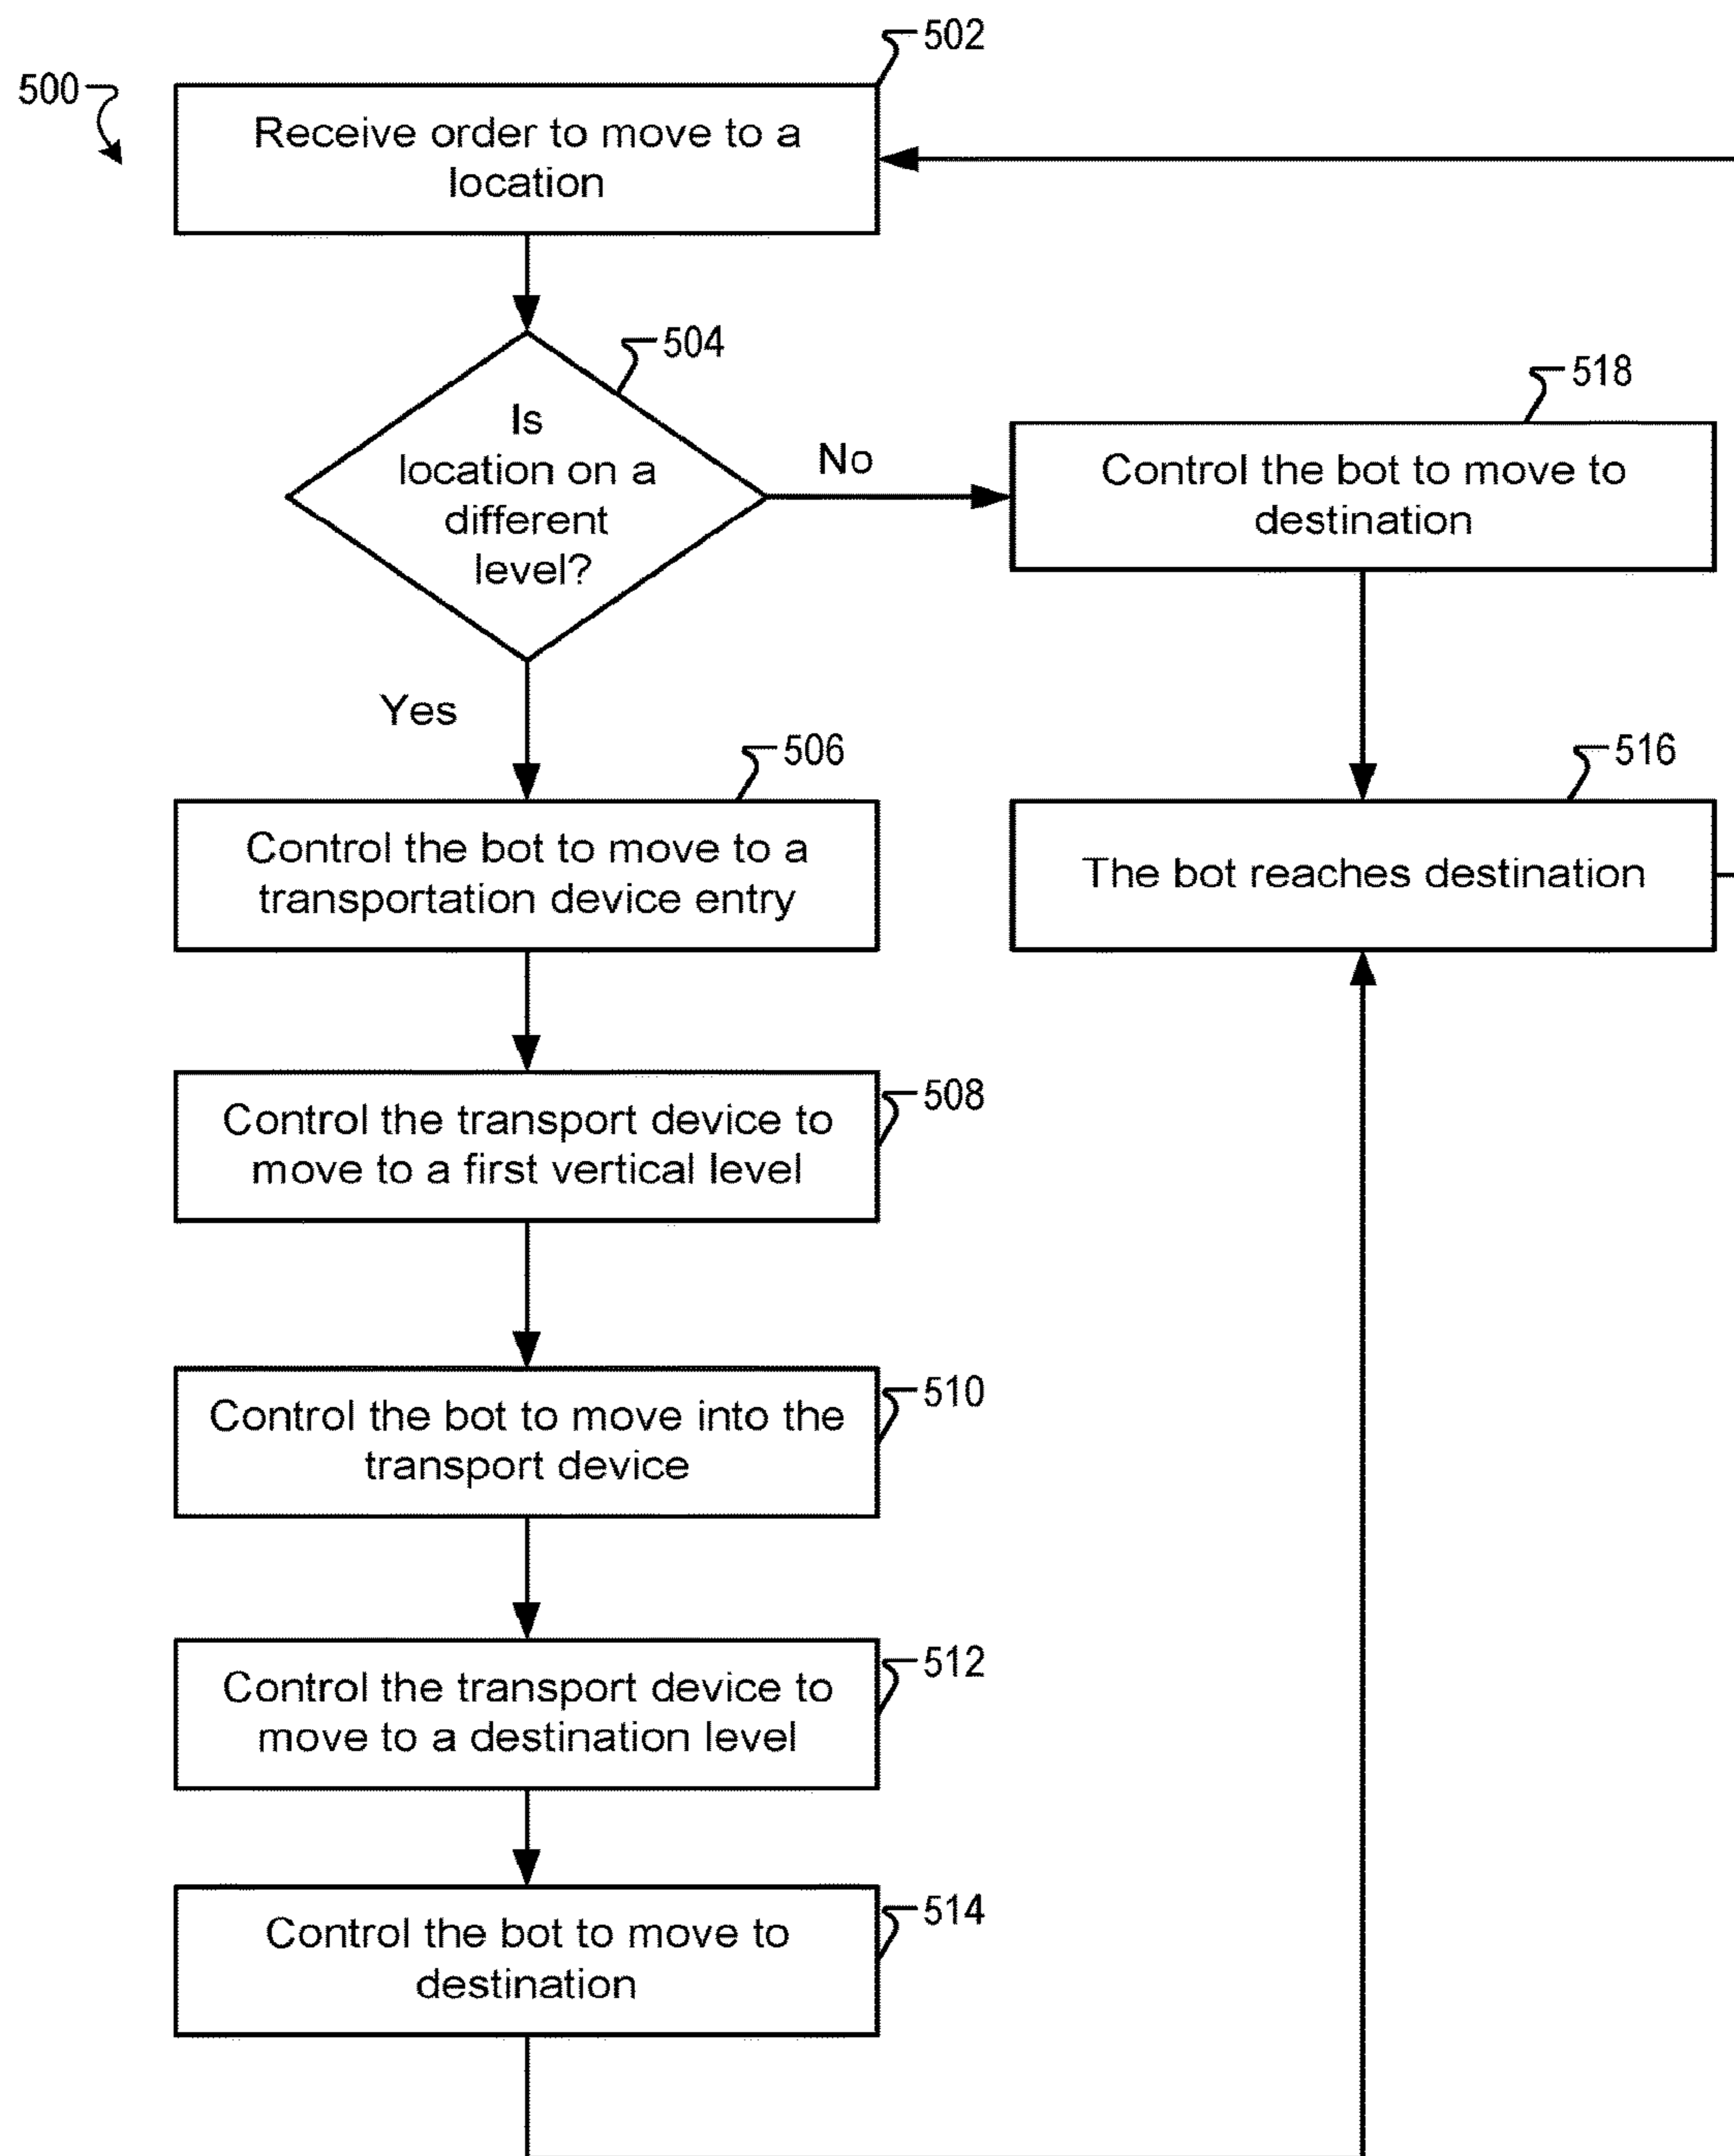 502
500
Receive order to move to a
location
504
Is
location on a
different
level?
No
518
Control the bot to move to
destination
Yes
506
Control the bot to move to a
transportation device entry
516
The bot reaches destination
508
Control the transport device to
move to a first vertical level
510
Control the bot to move into the
transport device
512
Control the transport device to
move to a destination level
514
Control the bot to move to
destination